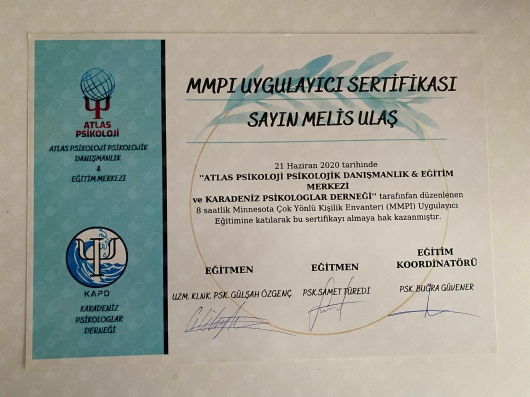 ATLAS
PSİKOLOJİ
ATLAS PSİKOLOJİ PSİKOLOJİK
DANIŞMANLIK
&
EĞİTİM MERKEZİ
KAPD
KARADENİZ
PSİKOLOGLAR
DERNEĞİ
MMPI UYGULAYICI SERTİFİKASI
SAYIN MELİS ULAŞ
21 Haziran 2020 tarihinde
"ATLAS PSİKOLOJİ PSİKOLOJİK DANIŞMANLIK & EĞİTİM
MERKEZİ
ve KARADENİZ PSİKOLOGLAR DERNEĞİ" tarafınfan düzenlenen
8 saatlik Minnesota Çok Yönlü Kişilik Envanteri (MMPI) Uygulayıcı
Eğitimine katılarak bu sertifikayı almaya hak kazanmıştır.
EĞİTMEN
UZM. KLNK. PSK. GÜLŞAH ÖZGENÇ
EĞİTMEN
PSK.SAMET TÜREDİ
EĞİTİM
KOORDİNATÖRÜ
PSK. BUĞRA GÜVENER